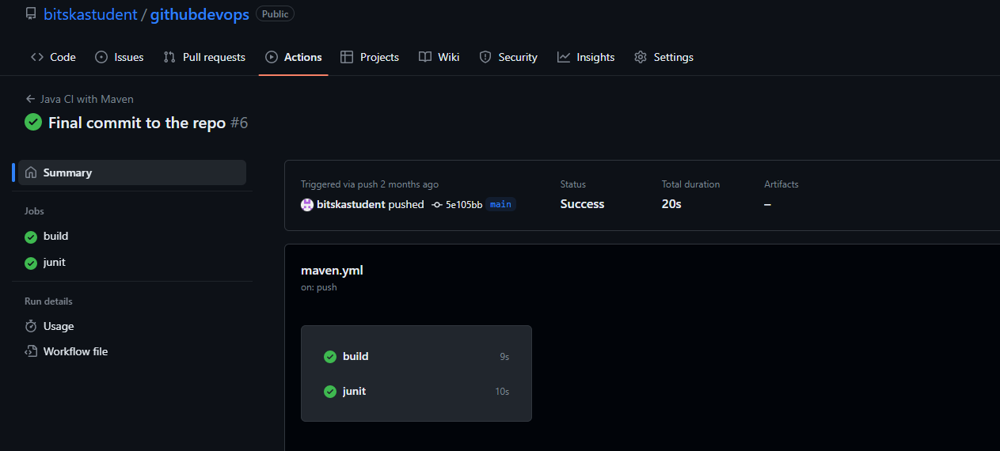 bitskastudent / githubdevops Public
Code Issues Pull requests Actions Projects Wiki Security Insights Settings
Java CI with Maven
Final commit to the repo #6
Summary
Jobs
build
junit
Run details
Usage
Workflow file
Triggered via push 2 months ago
bitskastudent pushed 5e105bb main
Status
Success
Total duration
20s
Artifacts
–
maven.yml
on: push
build 9s
junit 10s